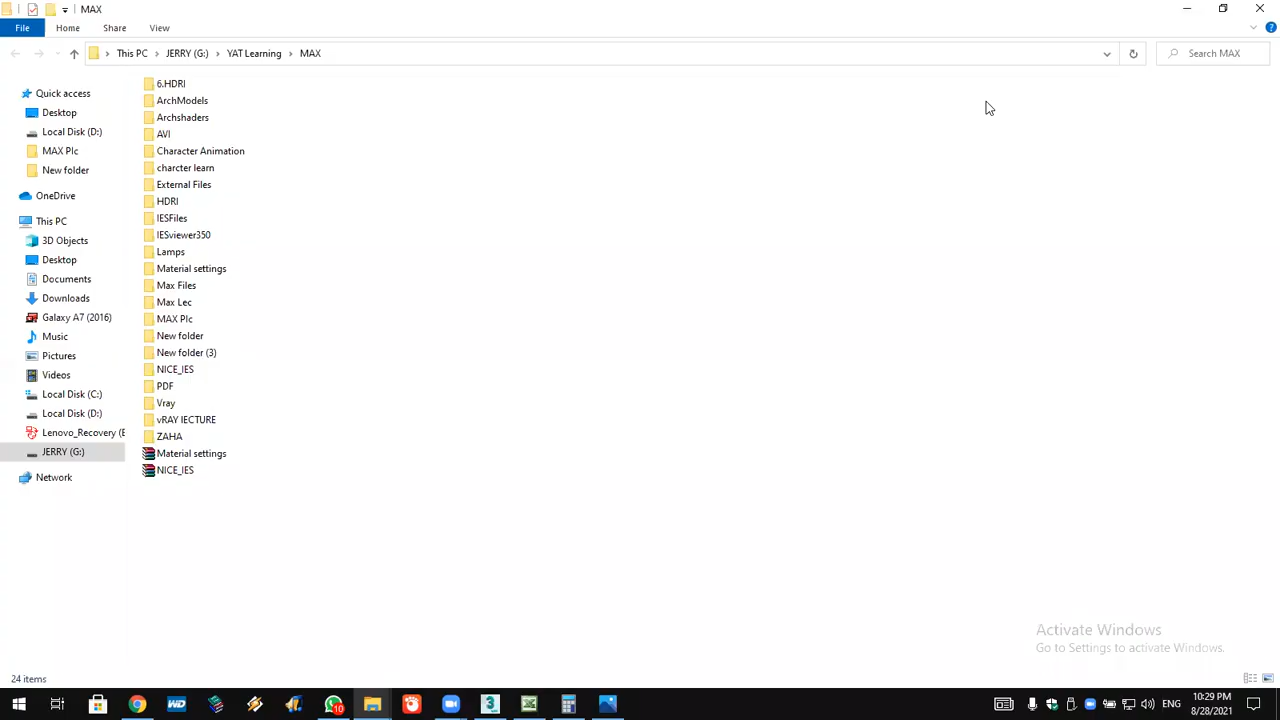 MAX
File Home Share View
This PC JERRY (G:) YAT Learning MAX
Search MAX
Quick access
Desktop
Local Disk (D:)
MAX PIc
New folder
OneDrive
This PC
3D Objects
Desktop
Documents
Downloads
Galaxy A7 (2016)
Music
Pictures
Videos
Local Disk (C:)
Local Disk (D:)
Lenovo_Recovery (E
JERRY (G:)
Network
6.HDRI
ArchModels
Archshaders
AVI
Character Animation
charcter learn
External Files
HDRI
IESFiles
IESviewer350
Lamps
Material settings
Max Files
Max Lec
MAX PIc
New folder
New folder (3)
NICE_IES
PDF
Vray
vRAY lECTURE
ZAHA
Material settings
NICE_IES
Activate Windows
Go to Settings to activate Windows.
24 items
WD
10
3
ENG
10:29 PM
8/28/2021